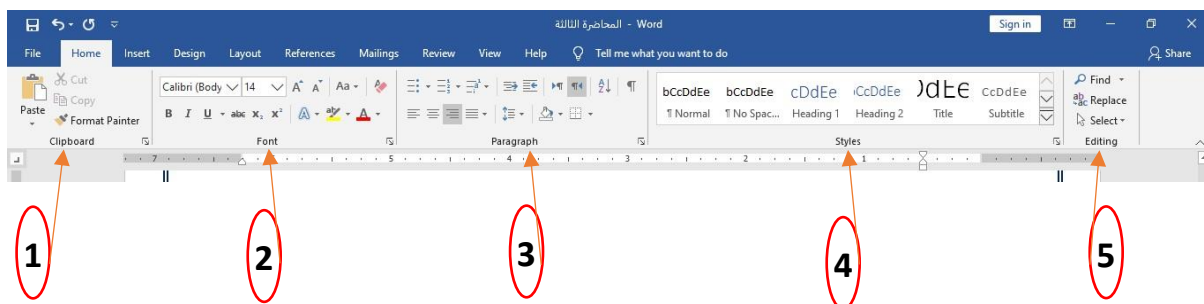 المحاضرة الثالثة - Word
Sign in
File Home Insert Design Layout References Mailings Review View Help Tell me what you want to do Share
Paste
Cut
Copy
Format Painter
Clipboard
Calibri (Body 14 A A Aa
B I U abc x₂ x² A aby A
Font
Paragraph
bCcDdEe bCcDdEe cDdEe iCcDdEe )dEe CcDdEe
¶ Normal ¶ No Spac... Heading 1 Heading 2 Title Subtitle
Styles
Find
Replace
Select
Editing
7 5 4 3 2 1
1 2 3 4 5